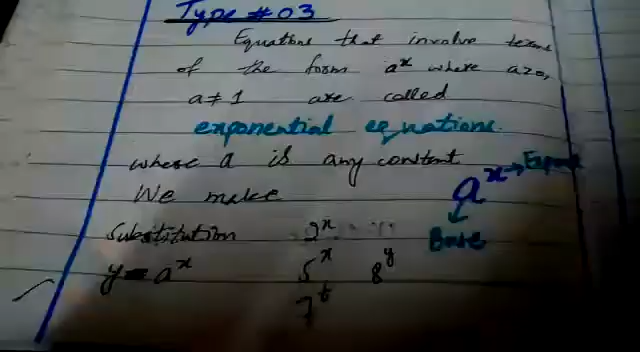 Type # 03
Equations that involve terms
of the form a^x where a>0,
a ≠ 1 are called
exponential equations.
where a is any constant
We make
a^x → Expo
Base
Substitution 2^x
y = a^x 5^x 8^y
7^t